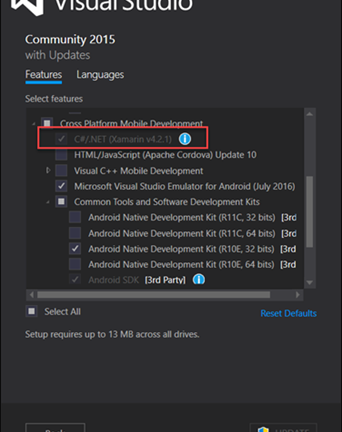 Visual Studio
Community 2015
with Updates
Features Languages
Select features
Cross Platform Mobile Development
C#/.NET (Xamarin v4.2.1)
HTML/JavaScript (Apache Cordova) Update 10
Visual C++ Mobile Development
Microsoft Visual Studio Emulator for Android (July 2016)
Common Tools and Software Development Kits
Android Native Development Kit (R11C, 32 bits) [3rd
Android Native Development Kit (R11C, 64 bits) [3rd
Android Native Development Kit (R10E, 32 bits) [3rd
Android Native Development Kit (R10E, 64 bits) [3rd
Android SDK [3rd Party]
Select All Reset Defaults
Setup requires up to 13 MB across all drives.
UPDATE